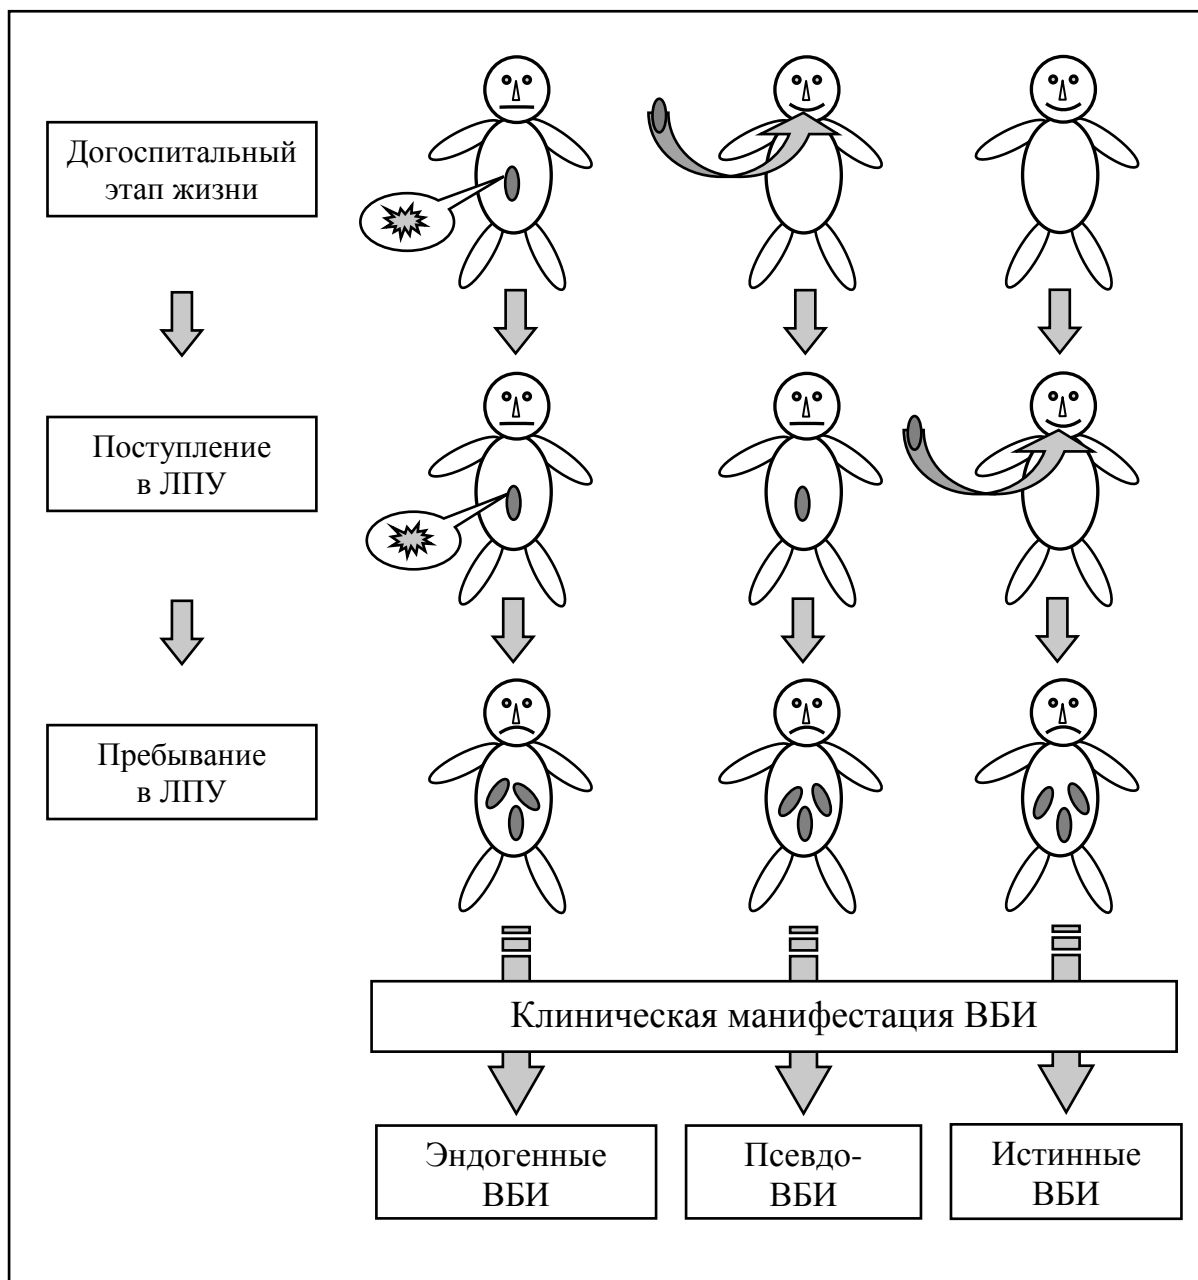 Догоспитальный
этап жизни
Поступление
в ЛПУ
Пребывание
в ЛПУ
Клиническая манифестация ВБИ
Эндогенные
ВБИ
Псевдо-
ВБИ
Истинные
ВБИ